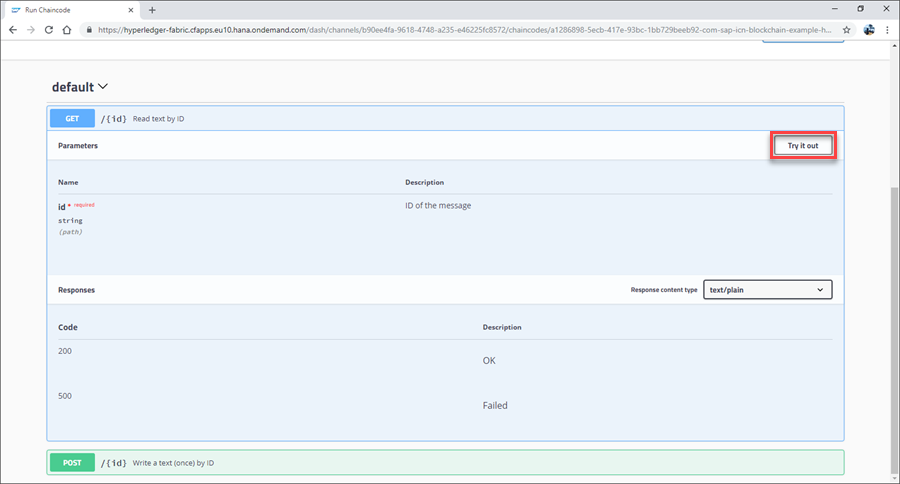 Run Chaincode
https://hyperledger-fabric.cfapps.eu10.hana.ondemand.com/dash/channels/b90ee4fa-9618-4748-a235-e46225fc8572/chaincodes/a1286898-5ecb-417e-93bc-1bb729beeb92-com-sap-icn-blockchain-example-h...
default
GET /{id} Read text by ID
Parameters Try it out
Name Description
id * required ID of the message
string
(path)
Responses Response content type text/plain
Code Description
200 OK
500 Failed
POST /{id} Write a text (once) by ID